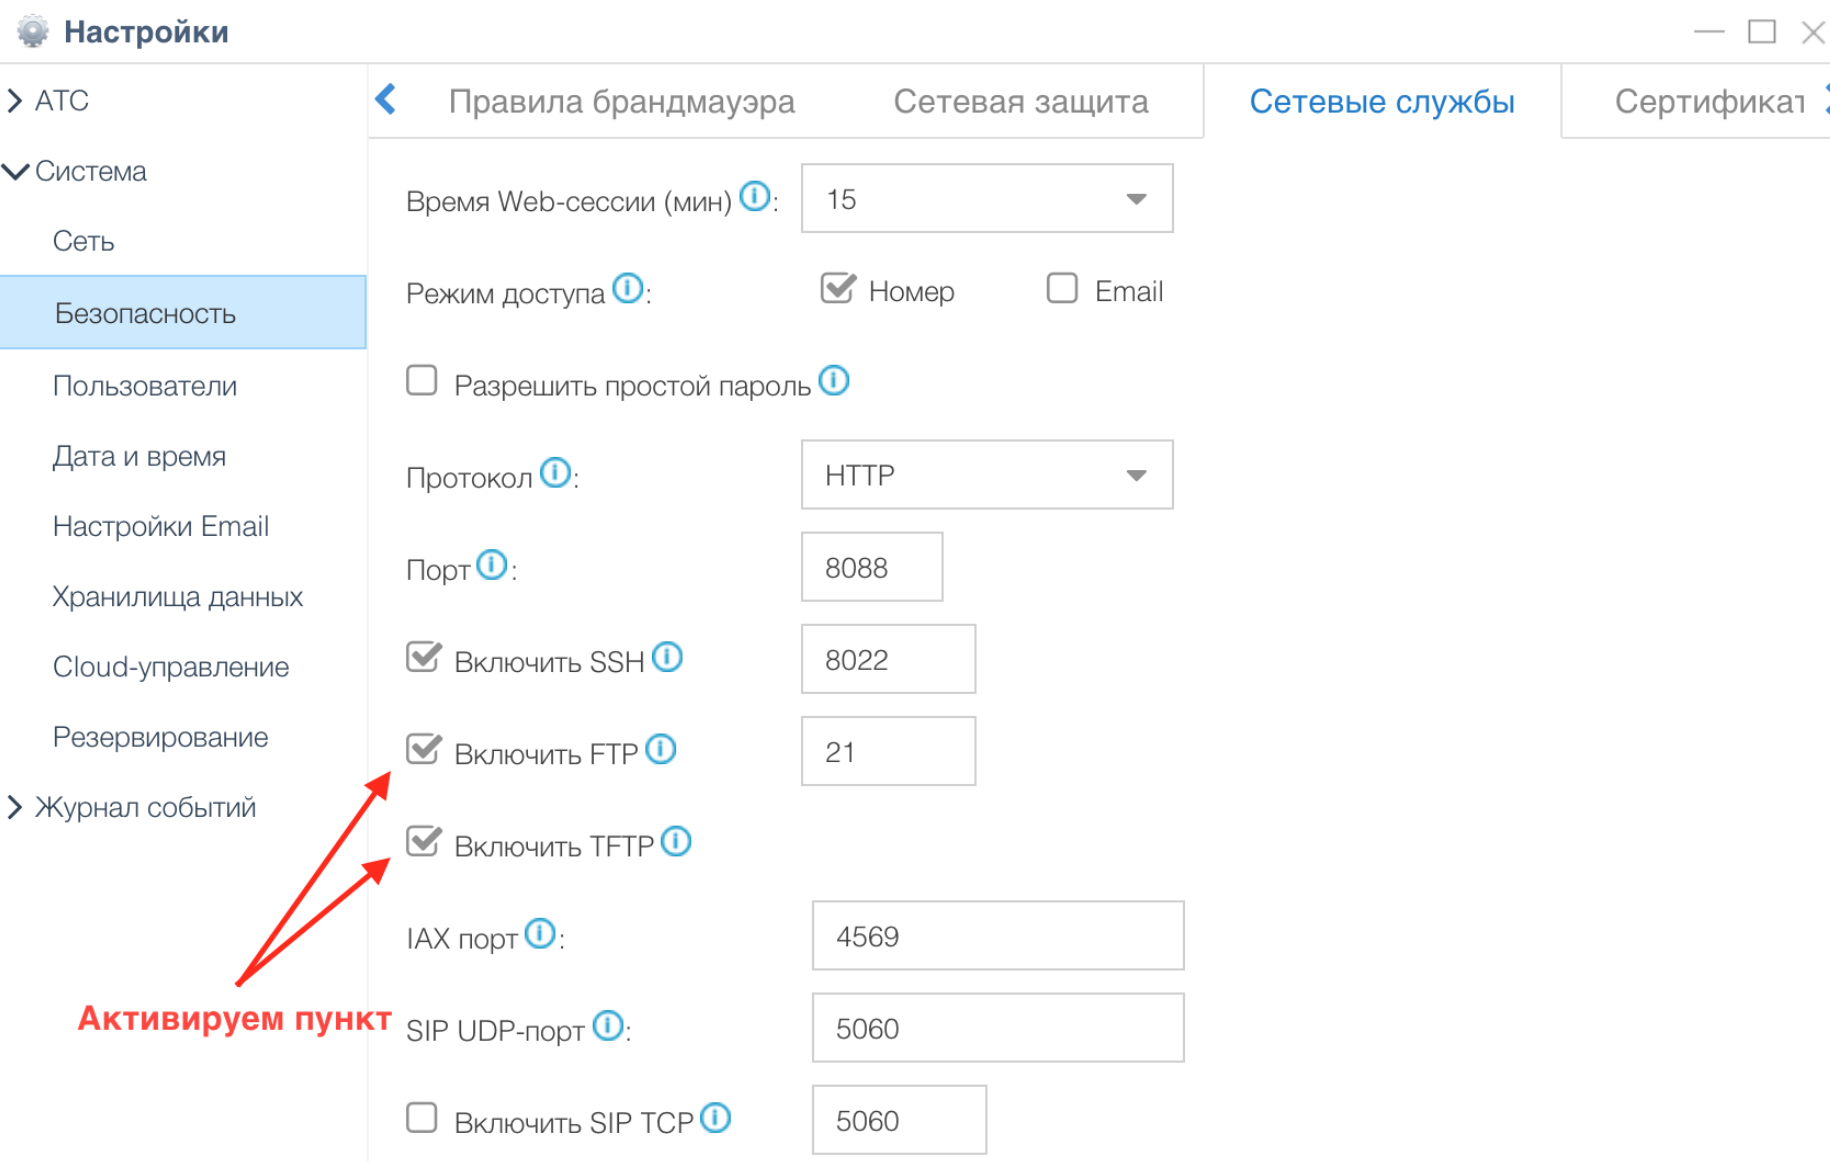 Настройки
АТС
Система
Сеть
Безопасность
Пользователи
Дата и время
Настройки Email
Хранилища данных
Cloud-управление
Резервирование
Журнал событий
Правила брандмауэра
Сетевая защита
Сетевые службы
Сертификат
Время Web-сессии (мин) : 15
Режим доступа : Номер Email
Разрешить простой пароль
Протокол : HTTP
Порт : 8088
Включить SSH 8022
Включить FTP 21
Включить TFTP
IAX порт : 4569
Активируем пункт
SIP UDP-порт : 5060
Включить SIP TCP 5060